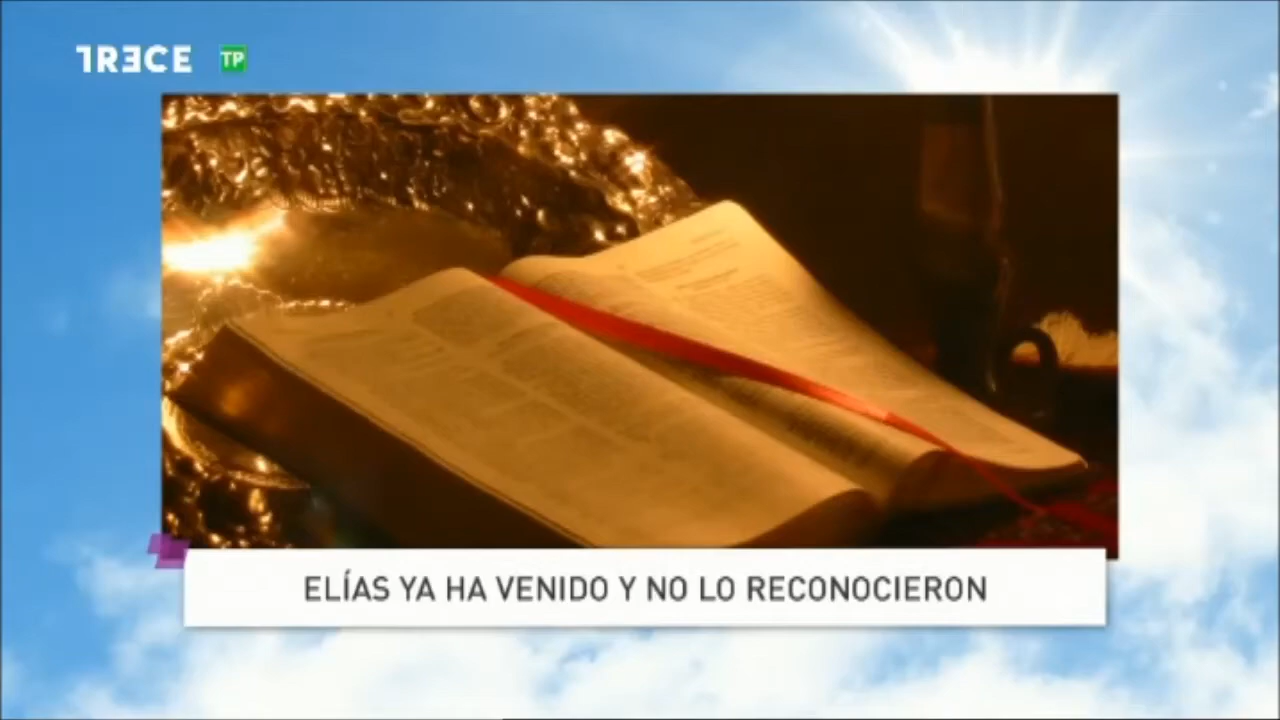 TRECE TP
ELÍAS YA HA VENIDO Y NO LO RECONOCIERON